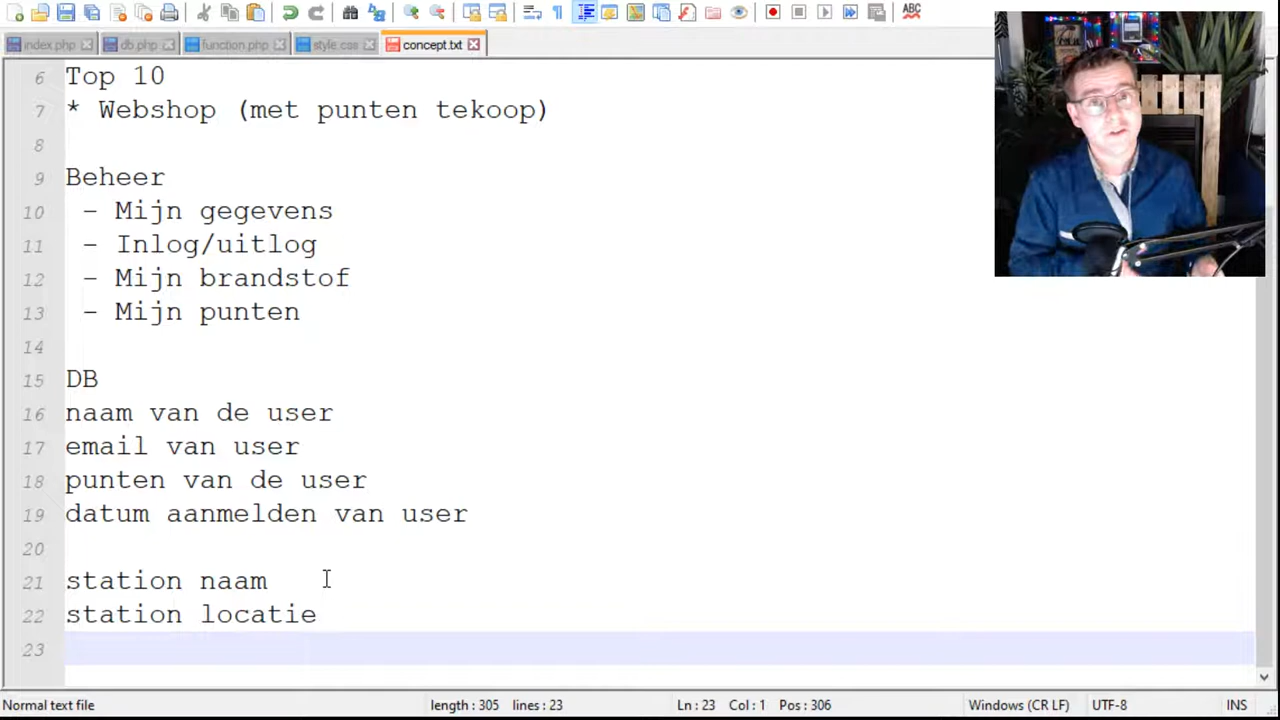 index.php
db.php
function.php
style.css
concept.txt
ABC
6 Top 10
7 * Webshop (met punten tekoop)
8
9 Beheer
10 - Mijn gegevens
11 - Inlog/uitlog
12 - Mijn brandstof
13 - Mijn punten
14
15 DB
16 naam van de user
17 email van user
18 punten van de user
19 datum aanmelden van user
20
21 station naam
22 station locatie
23
Normal text file length : 305 lines : 23 Ln : 23 Col : 1 Pos : 306 Windows (CR LF) UTF-8 INS